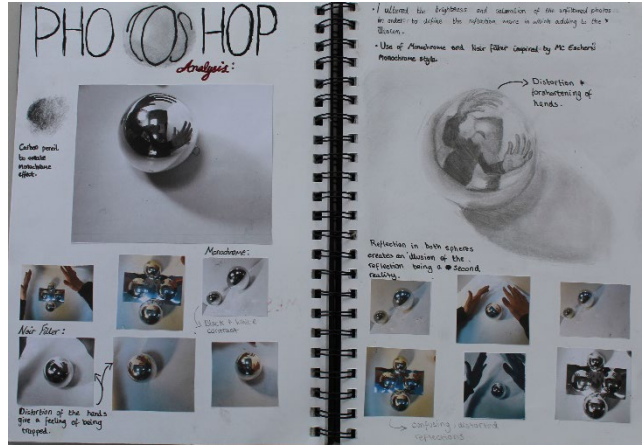 PHOTOSHOP
Analysis:
Carbon pencil
to create
Monochrome
effect.
Monochrome:
Black & White
contrast
Noir Filter:
Distortion of the hands
give a feeling of being
trapped.
I altered the brightness and saturation of the unfiltered photos
in order to define the reflection more in which adding to the
illusion.
• Use of Monochrome and Noir filter inspired by MC Escher's
Monochrome style.
Distortion &
forshortening of
hands.
Reflection in both spheres
creates an illusion of the
reflection being a second
reality.
confusing distorted
reflections